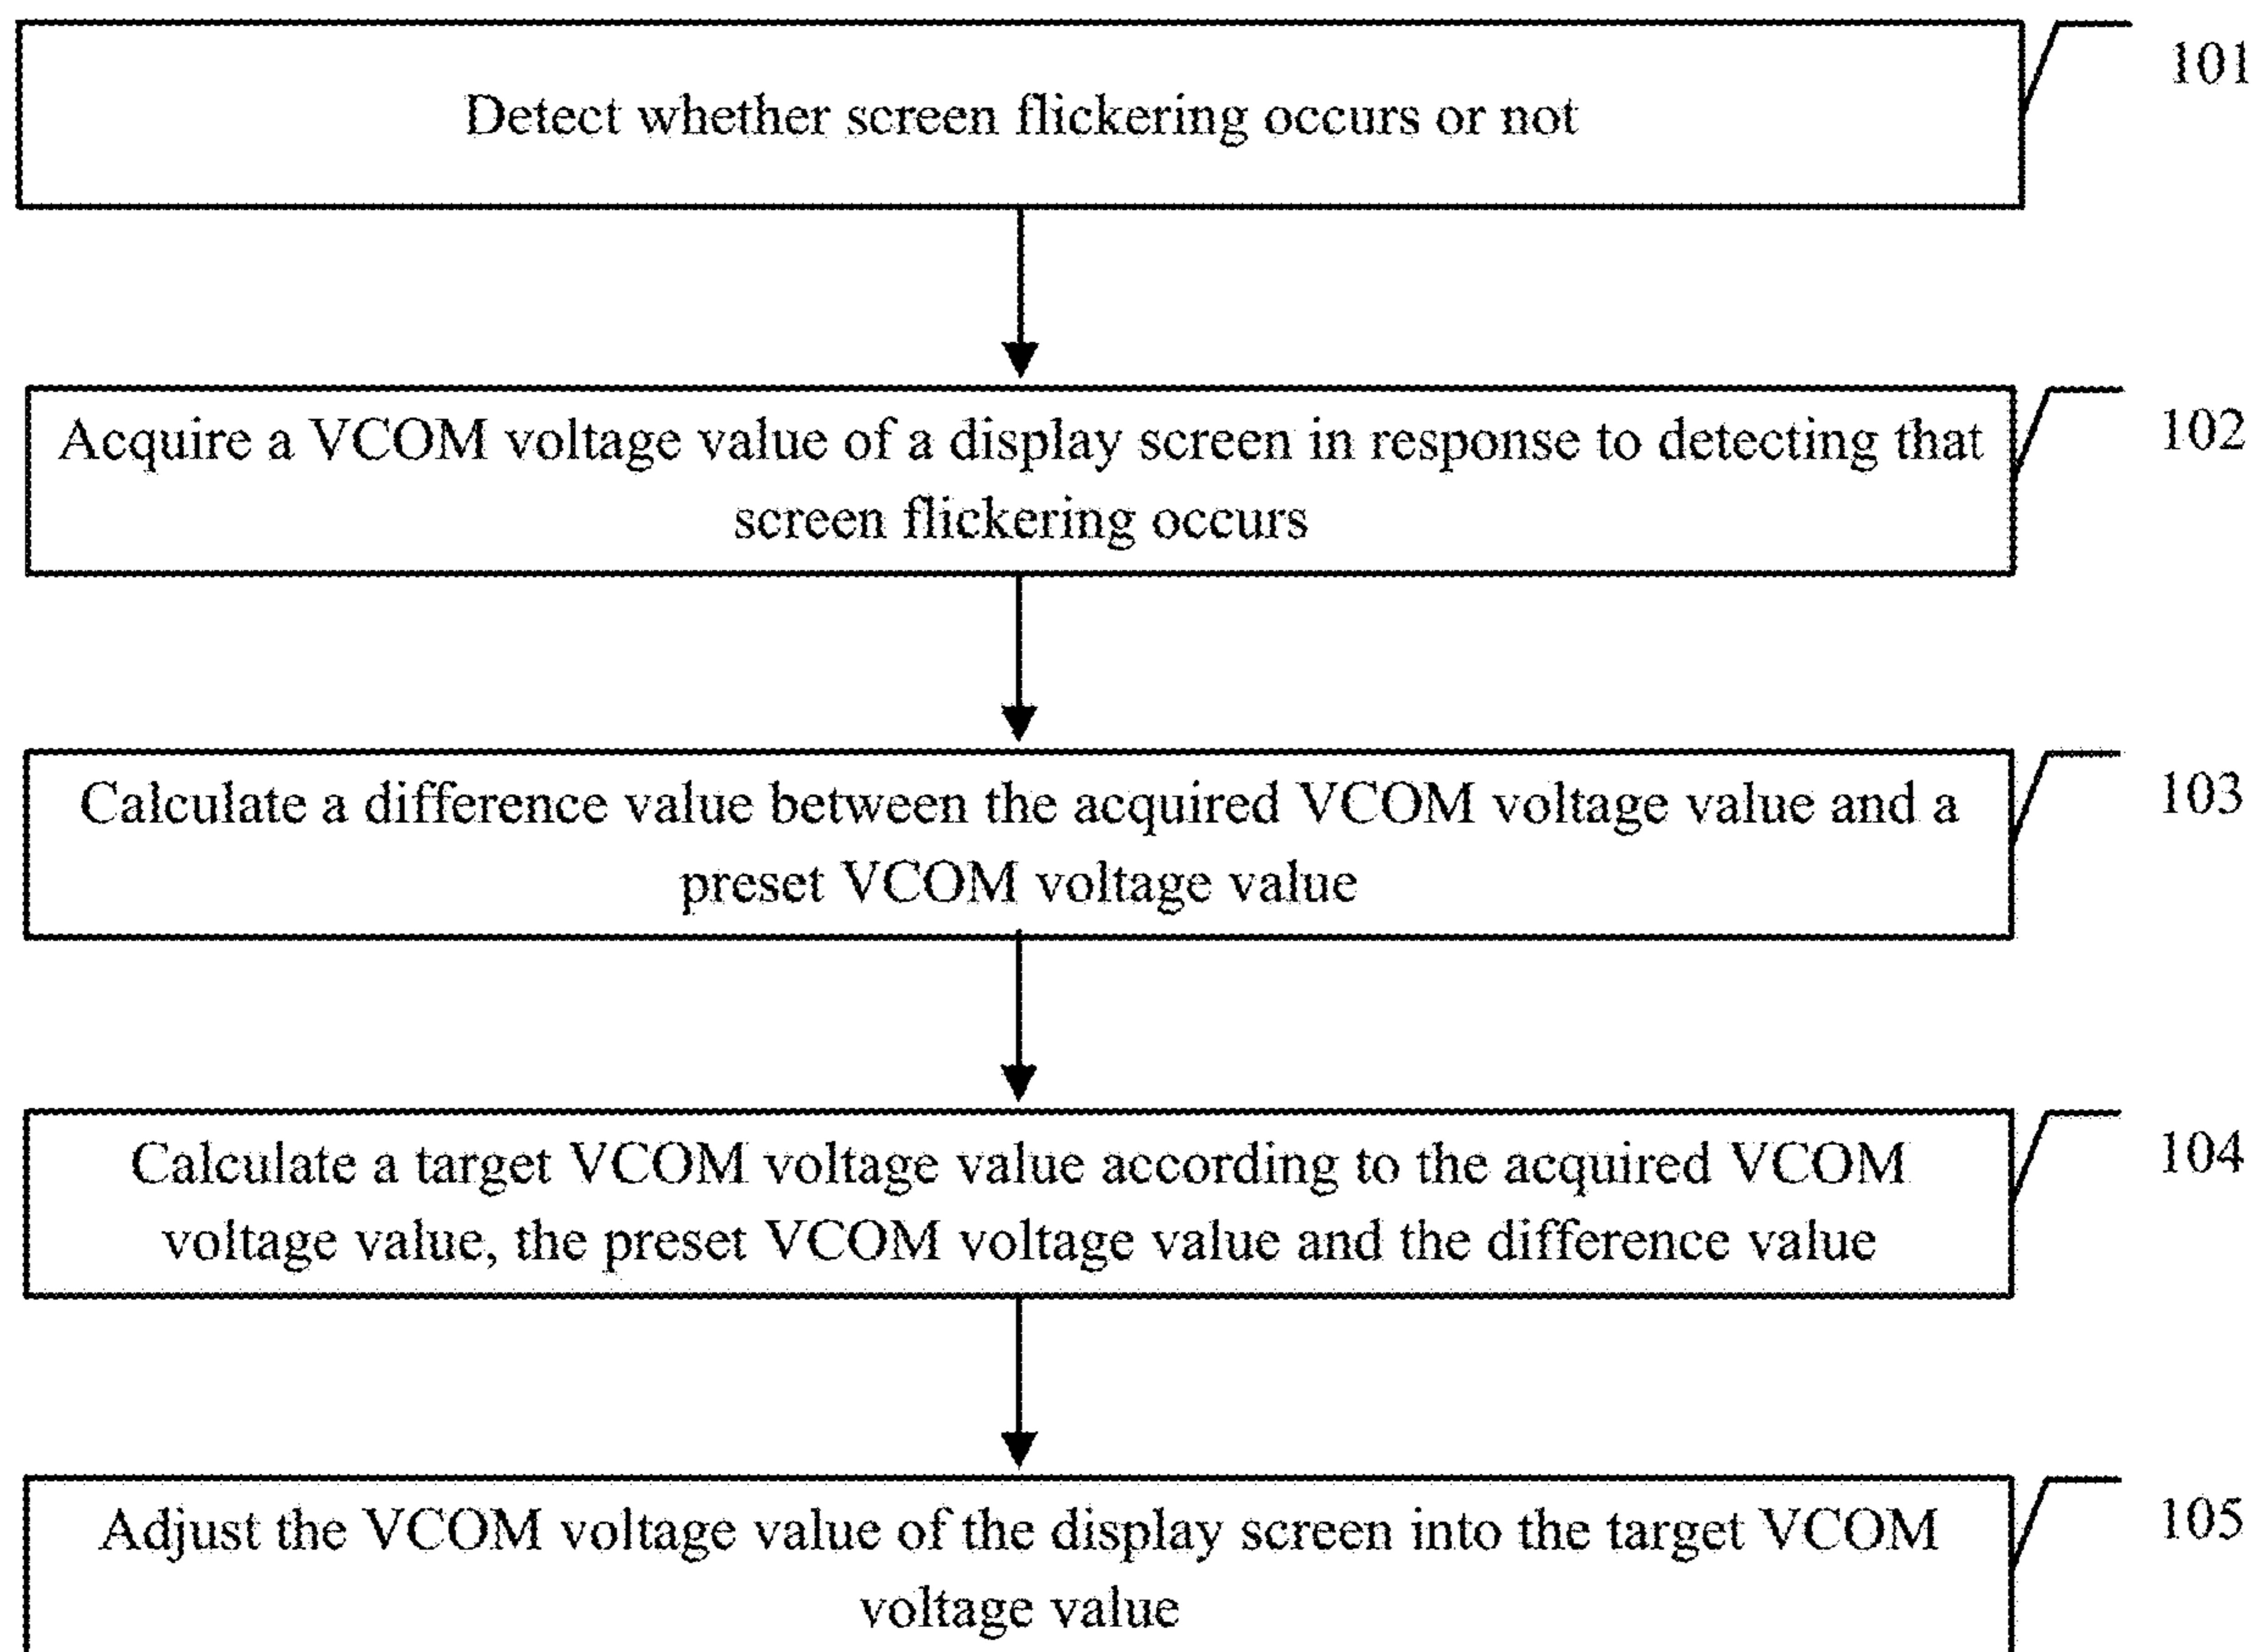 Detect whether screen flickering occurs or not
101
Acquire a VCOM voltage value of a display screen in response to detecting that
screen flickering occurs
102
Calculate a difference value between the acquired VCOM voltage value and a
preset VCOM voltage value
103
Calculate a target VCOM voltage value according to the acquired VCOM
voltage value, the preset VCOM voltage value and the difference value
104
Adjust the VCOM voltage value of the display screen into the target VCOM
voltage value
105